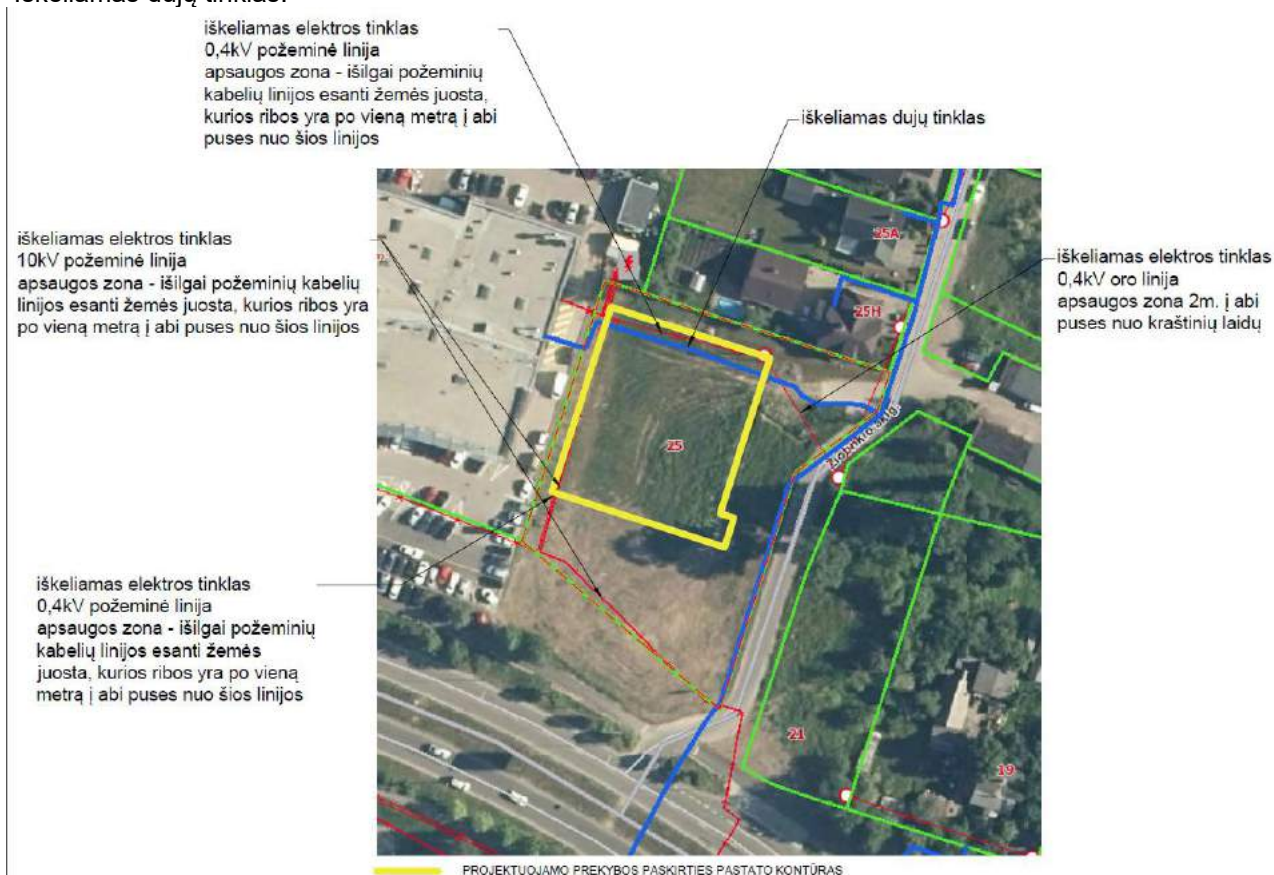 iškeliamas dujų tinklas.
iškeliamas elektros tinklas
0,4kV požeminė linija
apsaugos zona - išilgai požeminių
kabelių linijos esanti žemės juosta,
kurios ribos yra po vieną metrą į abi
puses nuo šios linijos
iškeliamas dujų tinklas
iškeliamas elektros tinklas
10kV požeminė linija
apsaugos zona - išilgai požeminių kabelių
linijos esanti žemės juosta, kurios ribos yra
po vieną metrą į abi puses nuo šios linijos
iškeliamas elektros tinklas
0,4kV oro linija
apsaugos zona 2m. į abi
puses nuo kraštinių laidų
25A
25H
25
iškeliamas elektros tinklas
0,4kV požeminė linija
apsaugos zona - išilgai požeminių
kabelių linijos esanti žemės
juosta, kurios ribos yra po vieną
metrą į abi puses nuo šios linijos
21
19
PROJEKTUOJAMO PREKYBOS PASKIRTIES PASTATO KONTŪRAS